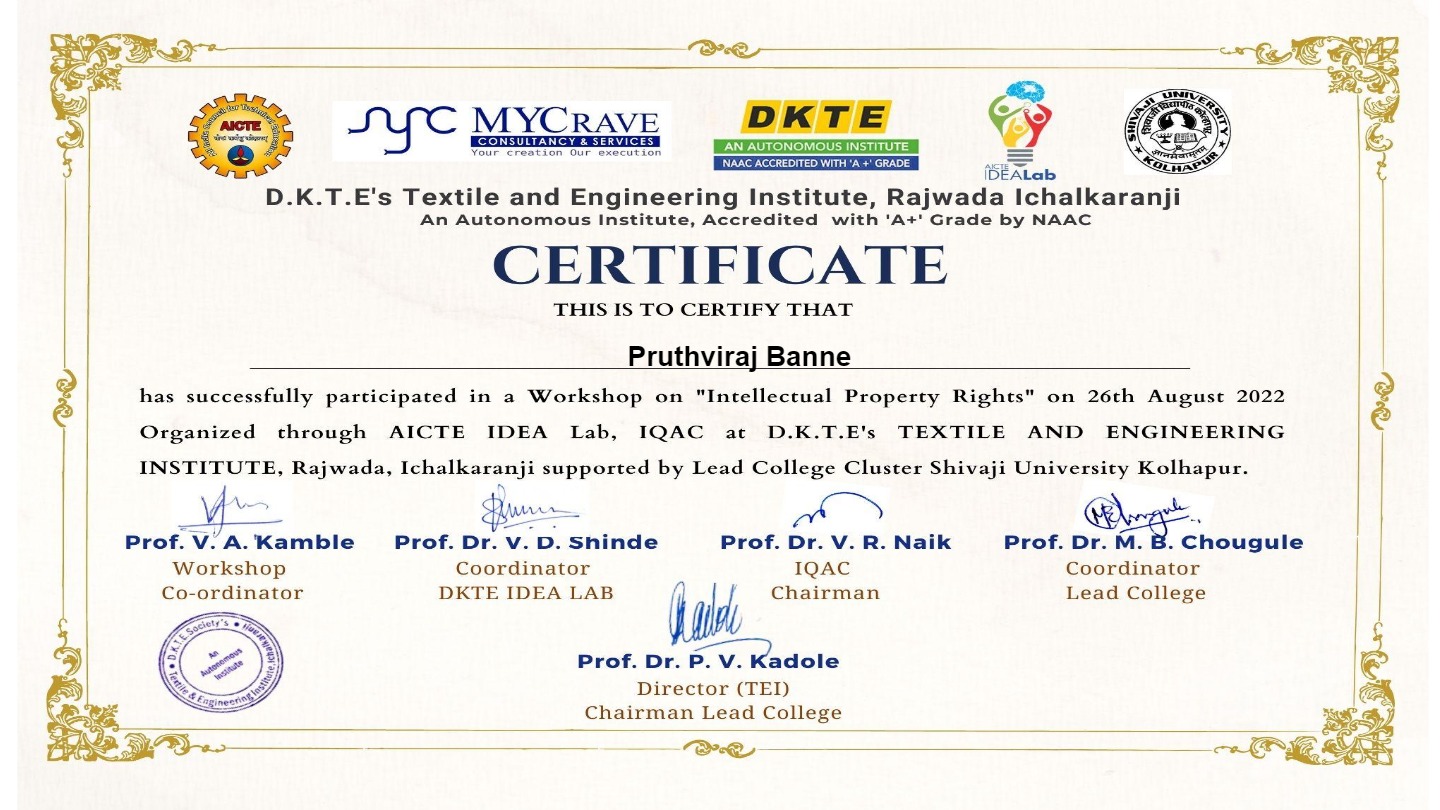 All India Council for Technical Education
AICTE
MYCRAVE
CONSULTANCY & SERVICES
Your creation Our execution
DKTE
AN AUTONOMOUS INSTITUTE
NAAC ACCREDITED WITH 'A +' GRADE
AICTE
IDEALab
SHIVAJI UNIVERSITY
KOLHAPUR
D.K.T.E's Textile and Engineering Institute, Rajwada Ichalkaranji
An Autonomous Institute, Accredited with 'A+' Grade by NAAC
CERTIFICATE
THIS IS TO CERTIFY THAT
Pruthviraj Banne
has successfully participated in a Workshop on "Intellectual Property Rights" on 26th August 2022
Organized through AICTE IDEA Lab, IQAC at D.K.T.E's TEXTILE AND ENGINEERING
INSTITUTE, Rajwada, Ichalkaranji supported by Lead College Cluster Shivaji University Kolhapur.
Prof. V. A. Kamble
Workshop
Co-ordinator
Prof. Dr. V. D. Shinde
Coordinator
DKTE IDEA LAB
Prof. Dr. V. R. Naik
IQAC
Chairman
Prof. Dr. M. B. Chougule
Coordinator
Lead College
D.K.T.E Society's
Textile & Engineering Institute, Ichalkaranji
An
Autonomous
Institute
Prof. Dr. P. V. Kadole
Director (TEI)
Chairman Lead College